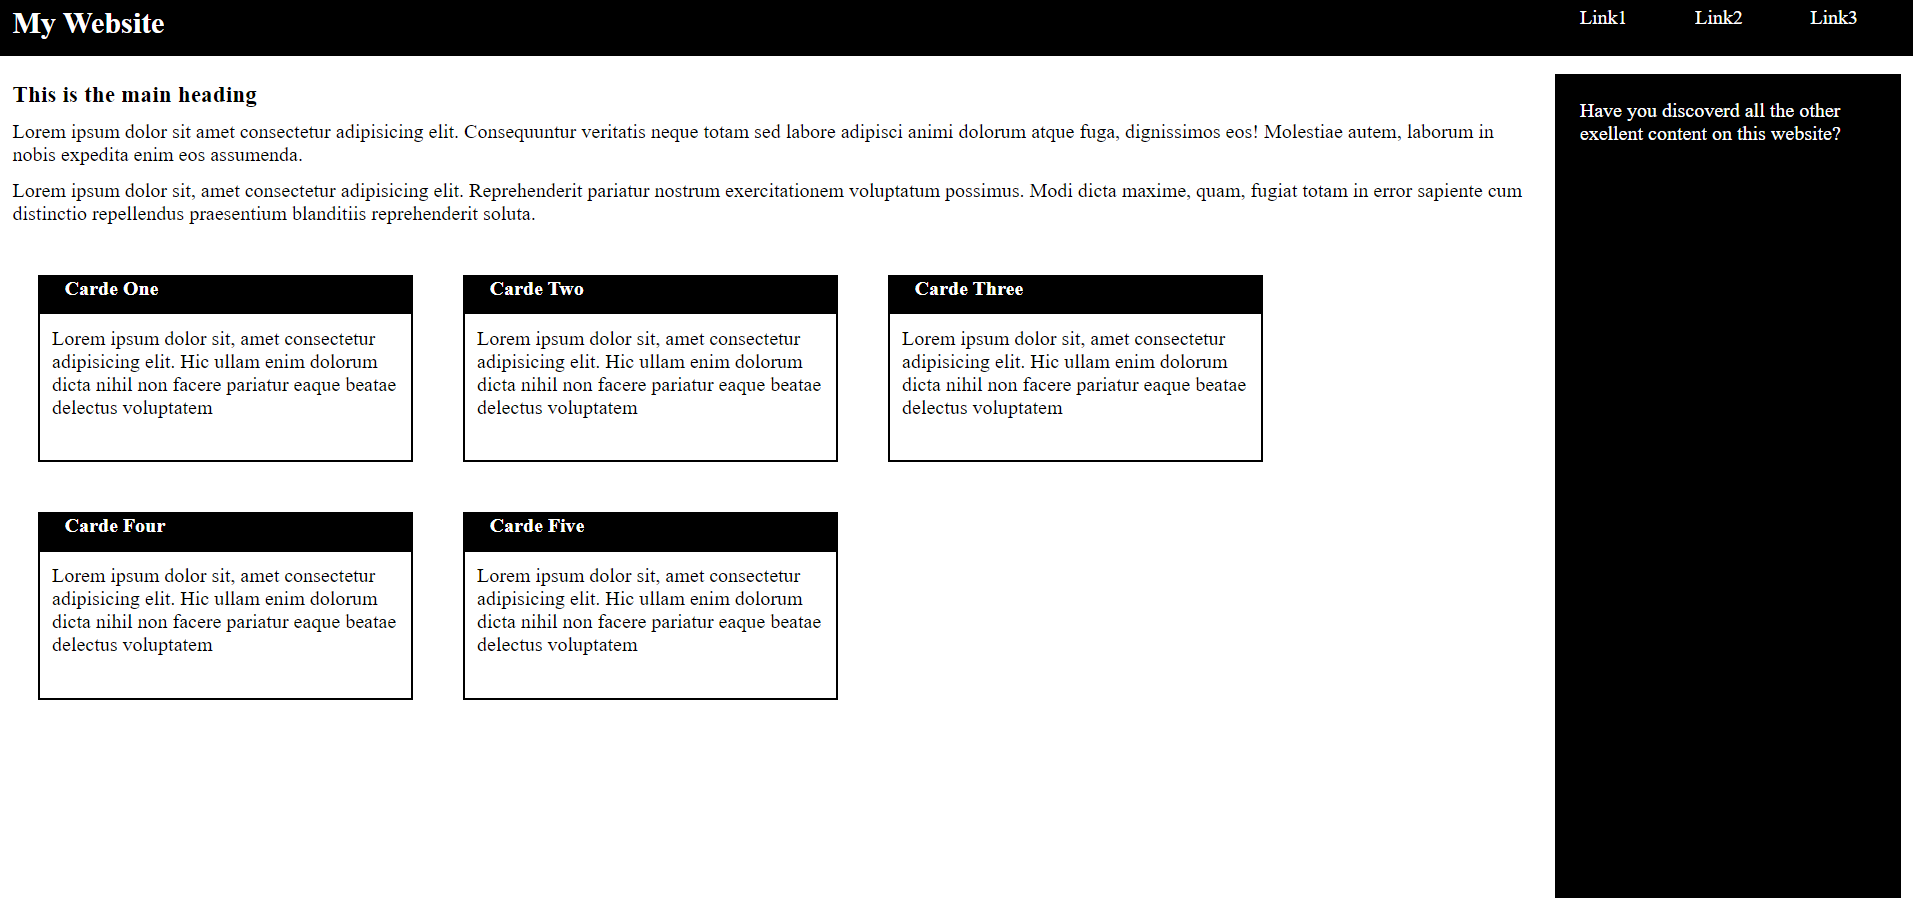 My Website
Link1 Link2 Link3
This is the main heading
Lorem ipsum dolor sit amet consectetur adipisicing elit. Consequuntur veritatis neque totam sed labore adipisci animi dolorum atque fuga, dignissimos eos! Molestiae autem, laborum in
nobis expedita enim eos assumenda.
Lorem ipsum dolor sit, amet consectetur adipisicing elit. Reprehenderit pariatur nostrum exercitationem voluptatum possimus. Modi dicta maxime, quam, fugiat totam in error sapiente cum
distinctio repellendus praesentium blanditiis reprehenderit soluta.
Carde One
Lorem ipsum dolor sit, amet consectetur
adipisicing elit. Hic ullam enim dolorum
dicta nihil non facere pariatur eaque beatae
delectus voluptatem
Carde Two
Lorem ipsum dolor sit, amet consectetur
adipisicing elit. Hic ullam enim dolorum
dicta nihil non facere pariatur eaque beatae
delectus voluptatem
Carde Three
Lorem ipsum dolor sit, amet consectetur
adipisicing elit. Hic ullam enim dolorum
dicta nihil non facere pariatur eaque beatae
delectus voluptatem
Carde Four
Lorem ipsum dolor sit, amet consectetur
adipisicing elit. Hic ullam enim dolorum
dicta nihil non facere pariatur eaque beatae
delectus voluptatem
Carde Five
Lorem ipsum dolor sit, amet consectetur
adipisicing elit. Hic ullam enim dolorum
dicta nihil non facere pariatur eaque beatae
delectus voluptatem
Have you discoverd all the other
exellent content on this website?